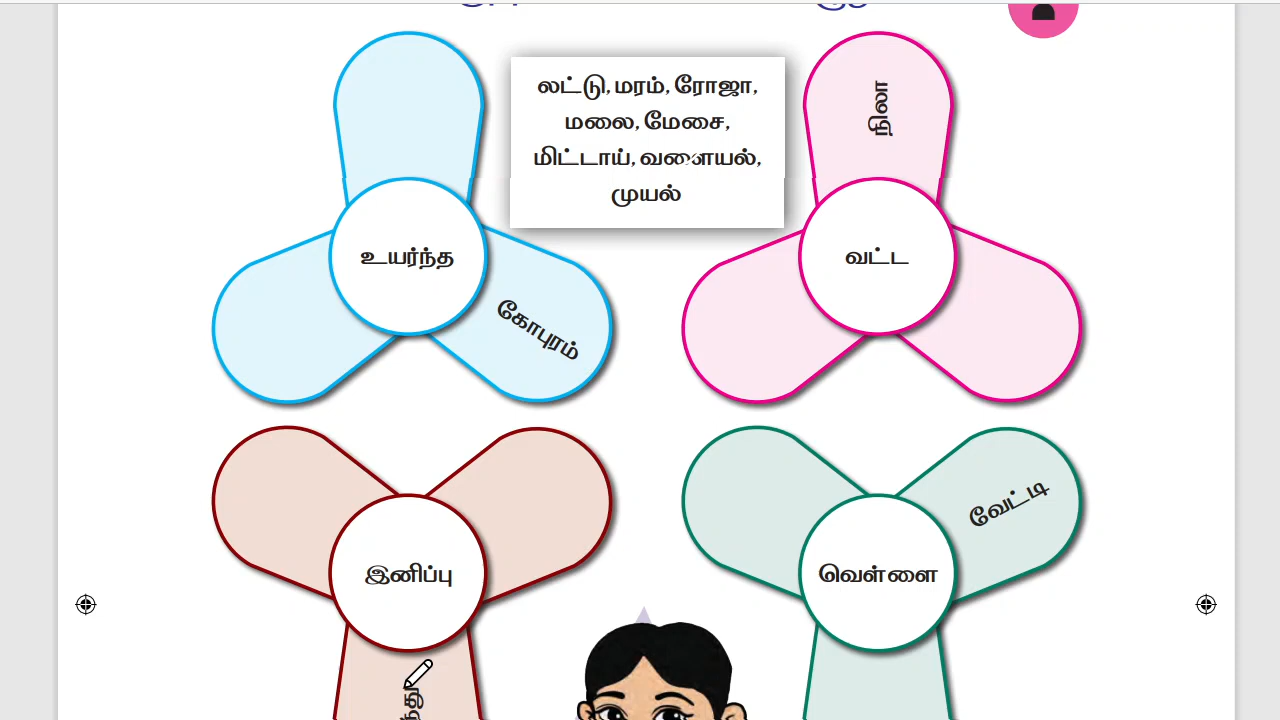 லட்டு, மரம், ரோஜா,
மலை, மேசை,
மிட்டாய், வளையல்,
முயல்
நிலா
உயர்ந்த
வட்ட
கோபுரம்
வேட்டி
இனிப்பு
வெள்ளை